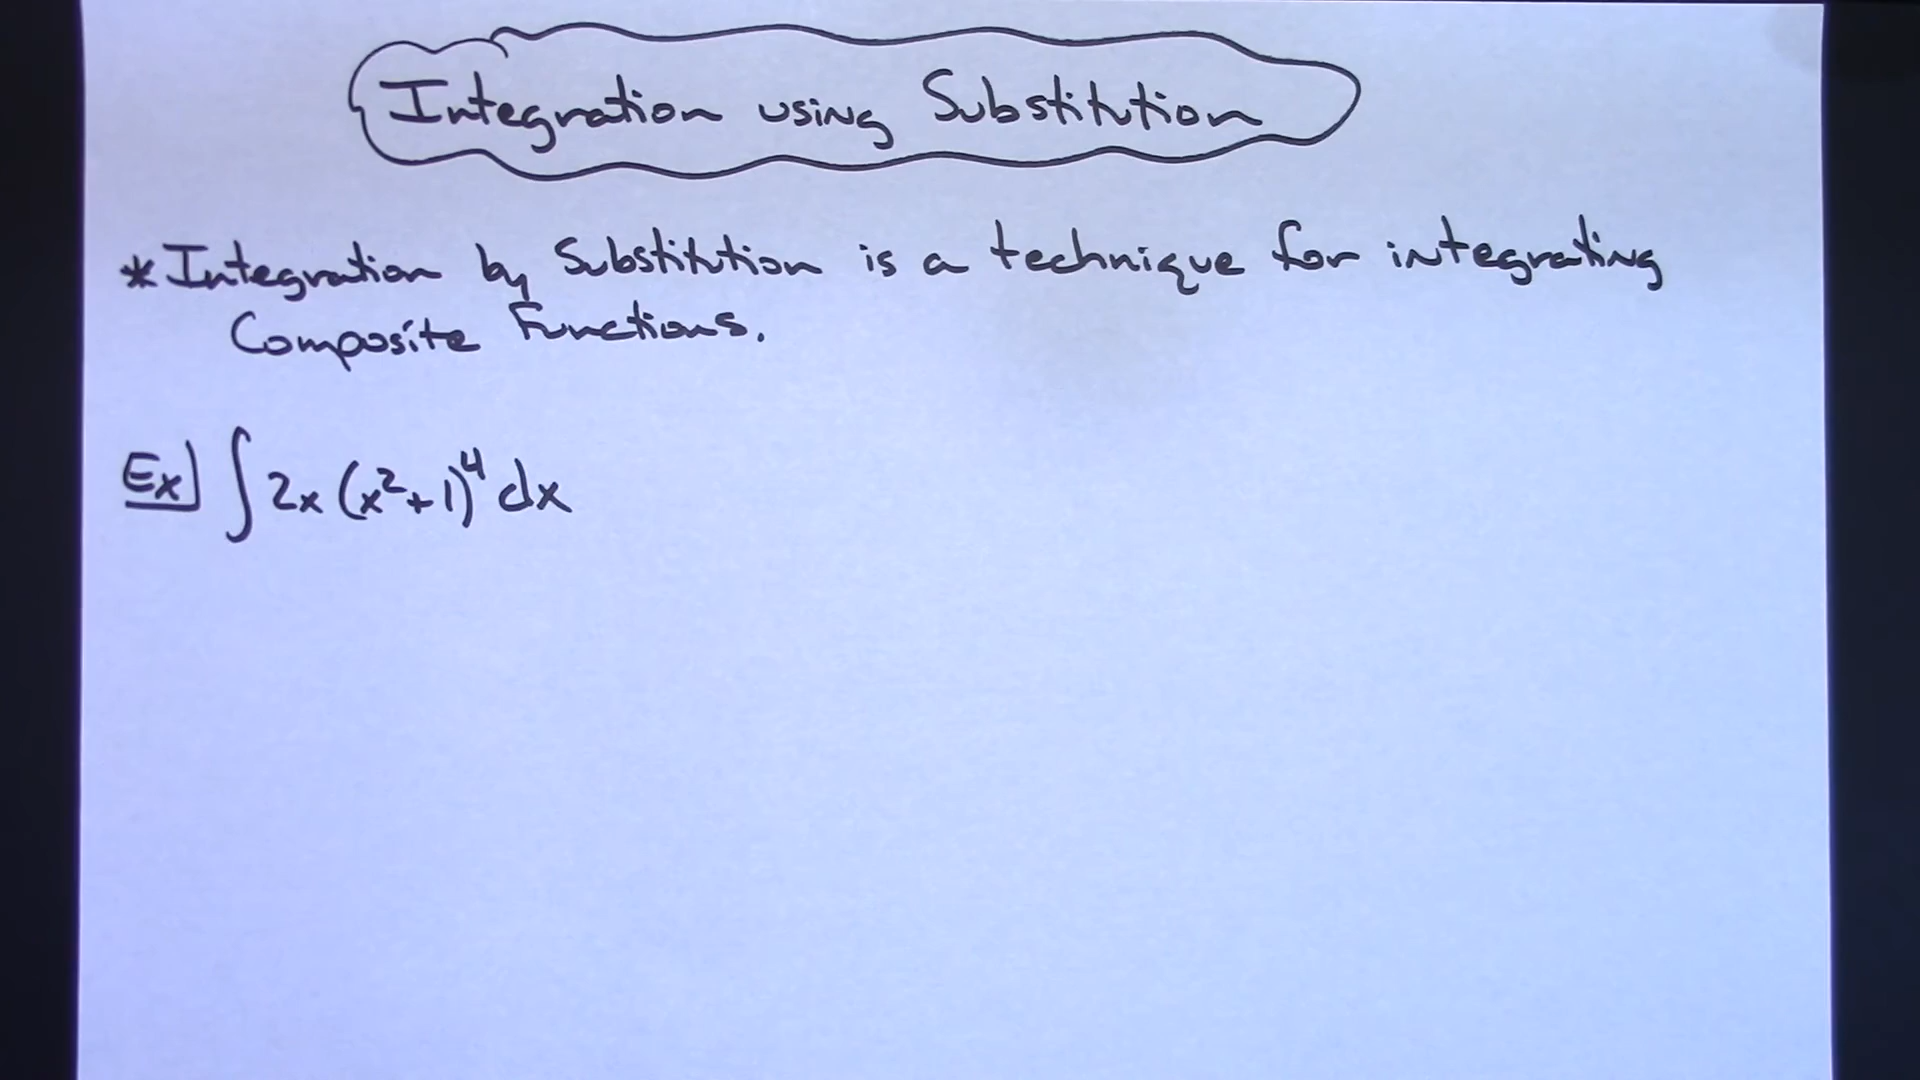 Integration using Substitution
*Integration by Substitution is a technique for integrating
Composite Functions.
Ex] ∫ 2x (x²+1)⁴ dx